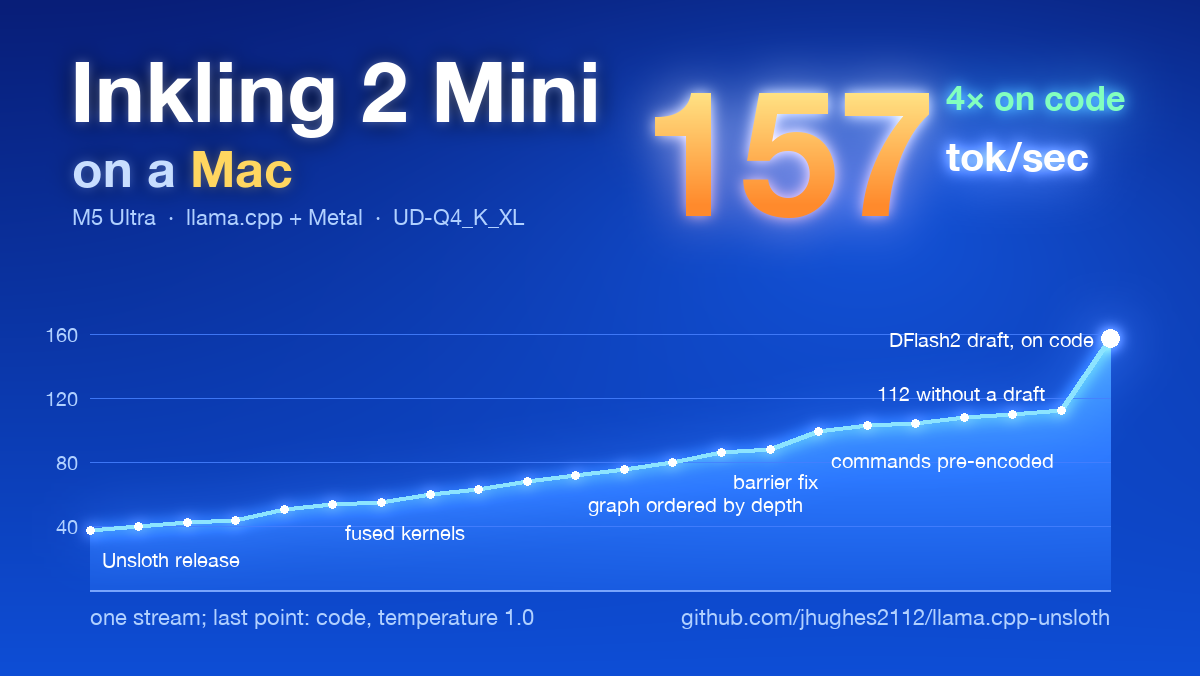 Inkling 2 Mini
on a Mac
M5 Ultra · llama.cpp + Metal · UD-Q4_K_XL
157
4× on code
tok/sec
160
120
80
40
DFlash2 draft, on code
112 without a draft
commands pre-encoded
barrier fix
graph ordered by depth
fused kernels
Unsloth release
one stream; last point: code, temperature 1.0
github.com/jhughes2112/llama.cpp-unsloth